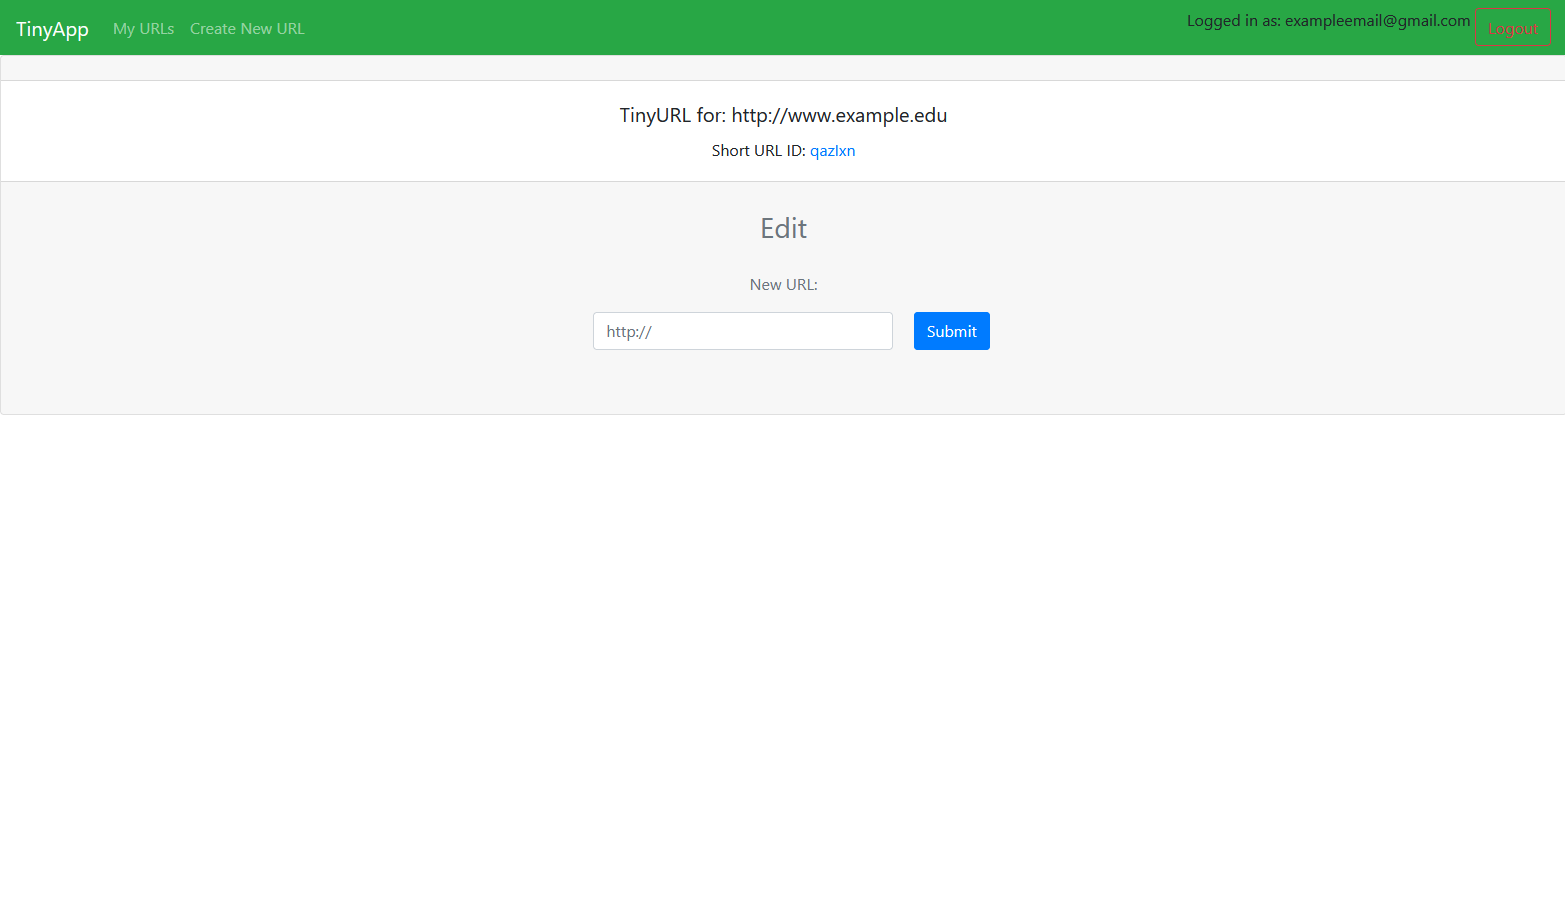 TinyApp My URLs Create New URL Logged in as: exampleemail@gmail.com Logout
TinyURL for: http://www.example.edu
Short URL ID: qazlxn
Edit
New URL:
http:// Submit